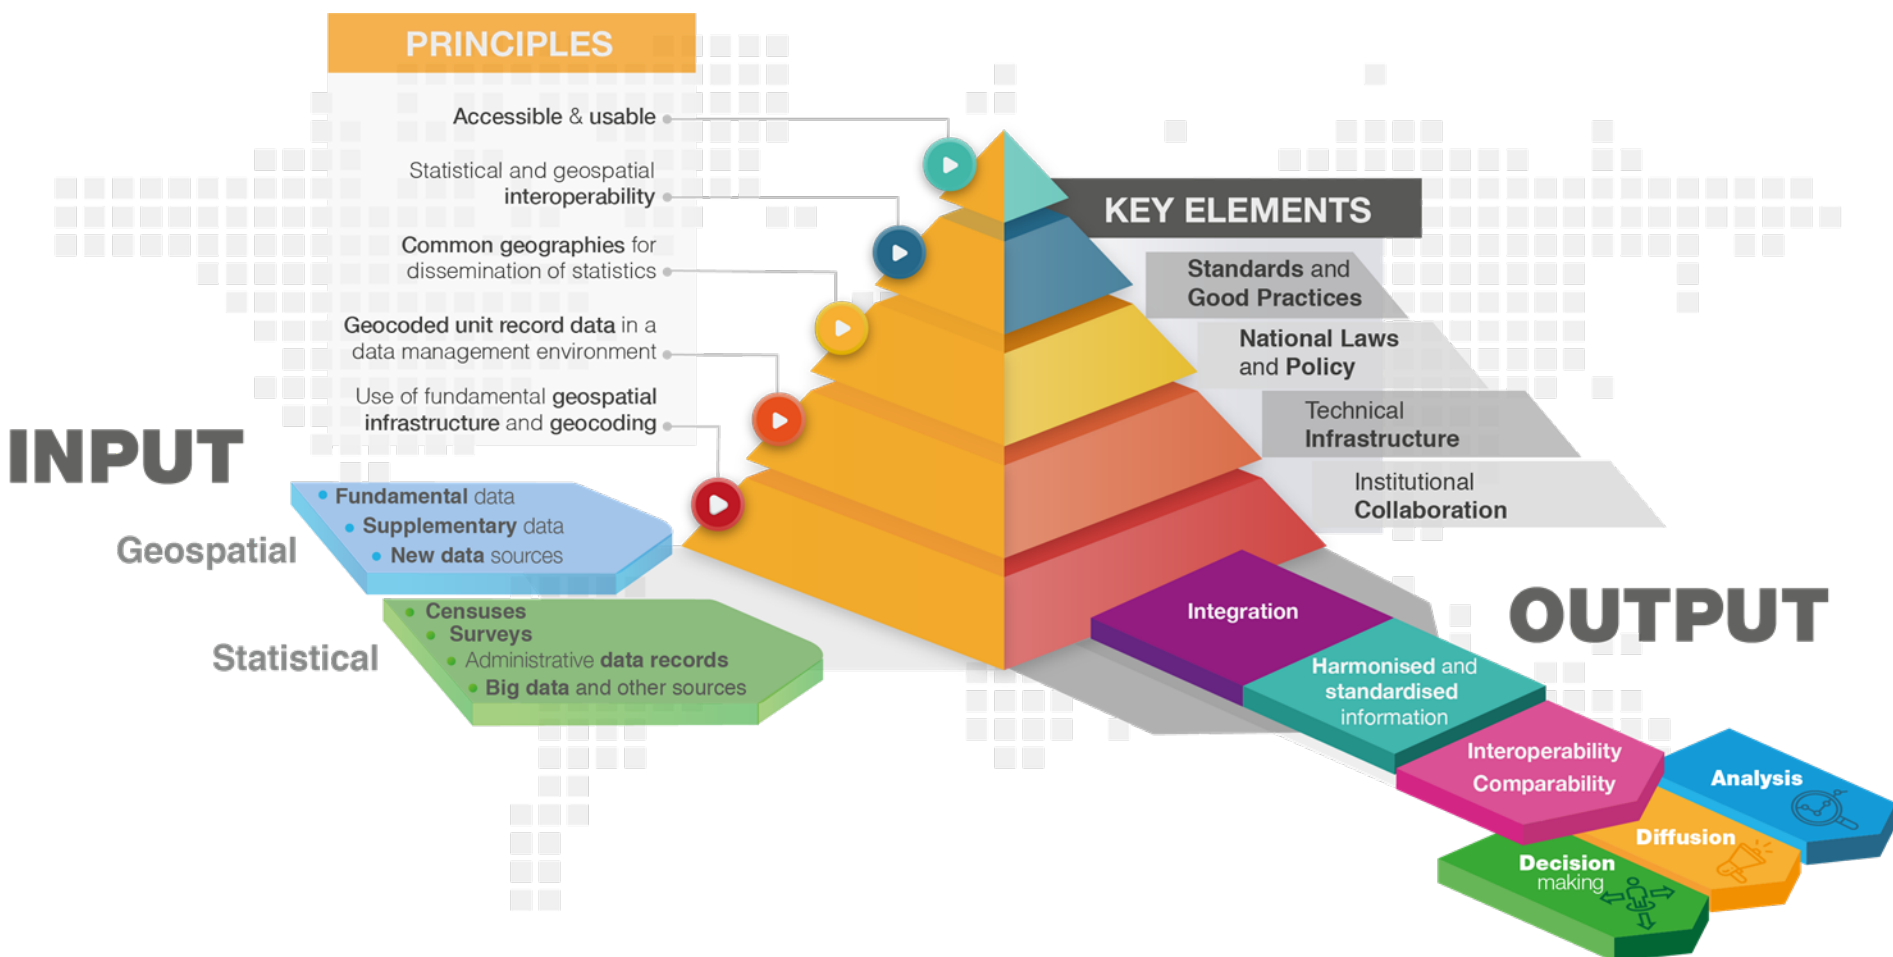 PRINCIPLES
Accessible & usable
Statistical and geospatial
interoperability
Common geographies for
dissemination of statistics
Geocoded unit record data in a
data management environment
Use of fundamental geospatial
infrastructure and geocoding
KEY ELEMENTS
Standards and
Good Practices
National Laws
and Policy
Technical
Infrastructure
Institutional
Collaboration
INPUT
Geospatial
Fundamental data
Supplementary data
New data sources
Statistical
Censuses
Surveys
Administrative data records
Big data and other sources
OUTPUT
Integration
Harmonised and
standardised
information
Interoperability
Comparability
Analysis
Diffusion
Decision
making